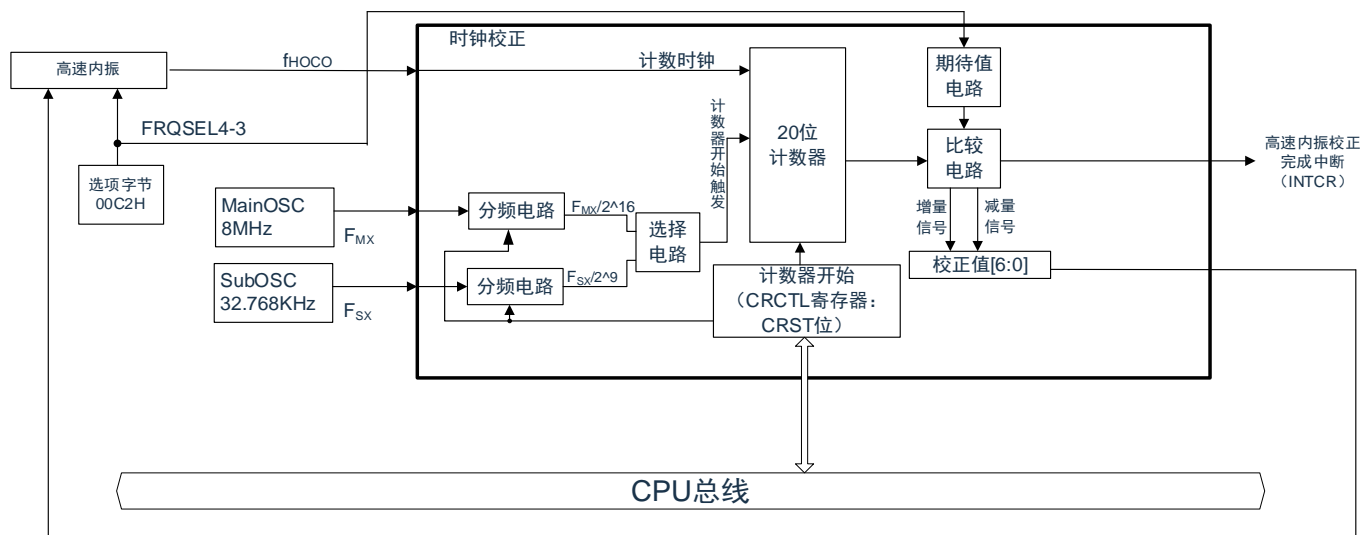 时钟校正
高速内振
fHOCO
计数时钟
期待值
电路
FRQSEL4-3
计数器开始触发
20位
计数器
比较
电路
高速内振校正
完成中断
(INTCR)
选项字节
00C2H
MainOSC
8MHz
FMX
分频电路
FMX/2^16
选择
电路
增量
信号
减量
信号
校正值[6:0]
SubOSC
32.768KHz
FSX
分频电路
FSX/2^9
计数器开始
(CRCTL寄存器:
CRST位)
CPU总线